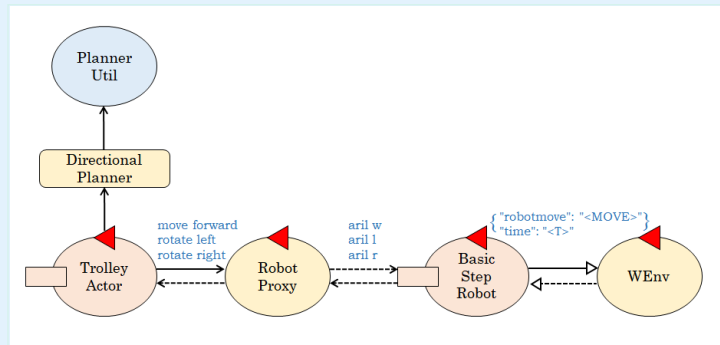 Planner
Util
Directional
Planner
move forward
rotate left
rotate right
aril w
aril l
aril r
{"robotmove": "<MOVE>"}
"time": "<T>"
Trolley
Actor
Robot
Proxy
Basic
Step
Robot
WEnv